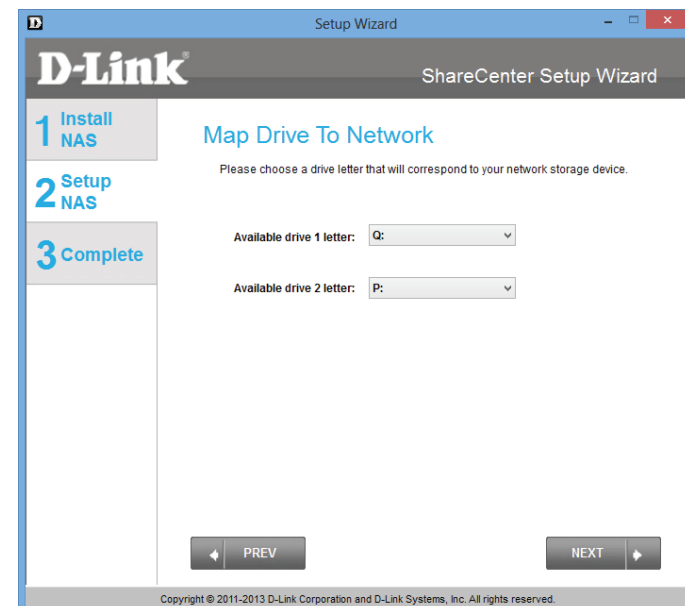 D Setup Wizard
D-Link®
ShareCenter Setup Wizard
1 Install NAS
2 Setup NAS
3 Complete
Map Drive To Network
Please choose a drive letter that will correspond to your network storage device.
Available drive 1 letter: Q:
Available drive 2 letter: P:
PREV
NEXT
Copyright © 2011-2013 D-Link Corporation and D-Link Systems, Inc. All rights reserved.